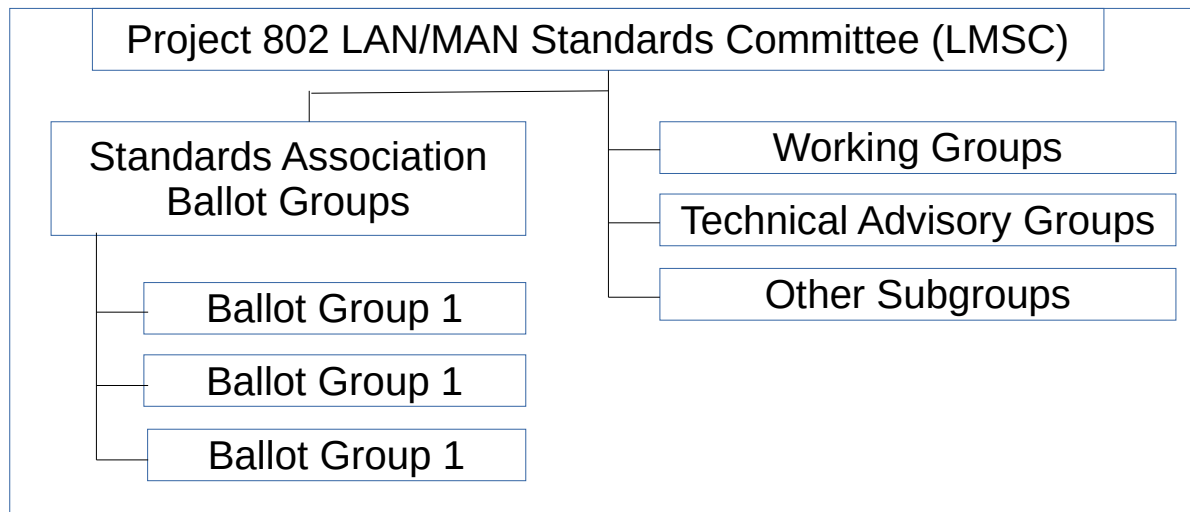 Project 802 LAN/MAN Standards Committee (LMSC)
Standards Association
Ballot Groups
Ballot Group 1
Ballot Group 1
Ballot Group 1
Working Groups
Technical Advisory Groups
Other Subgroups